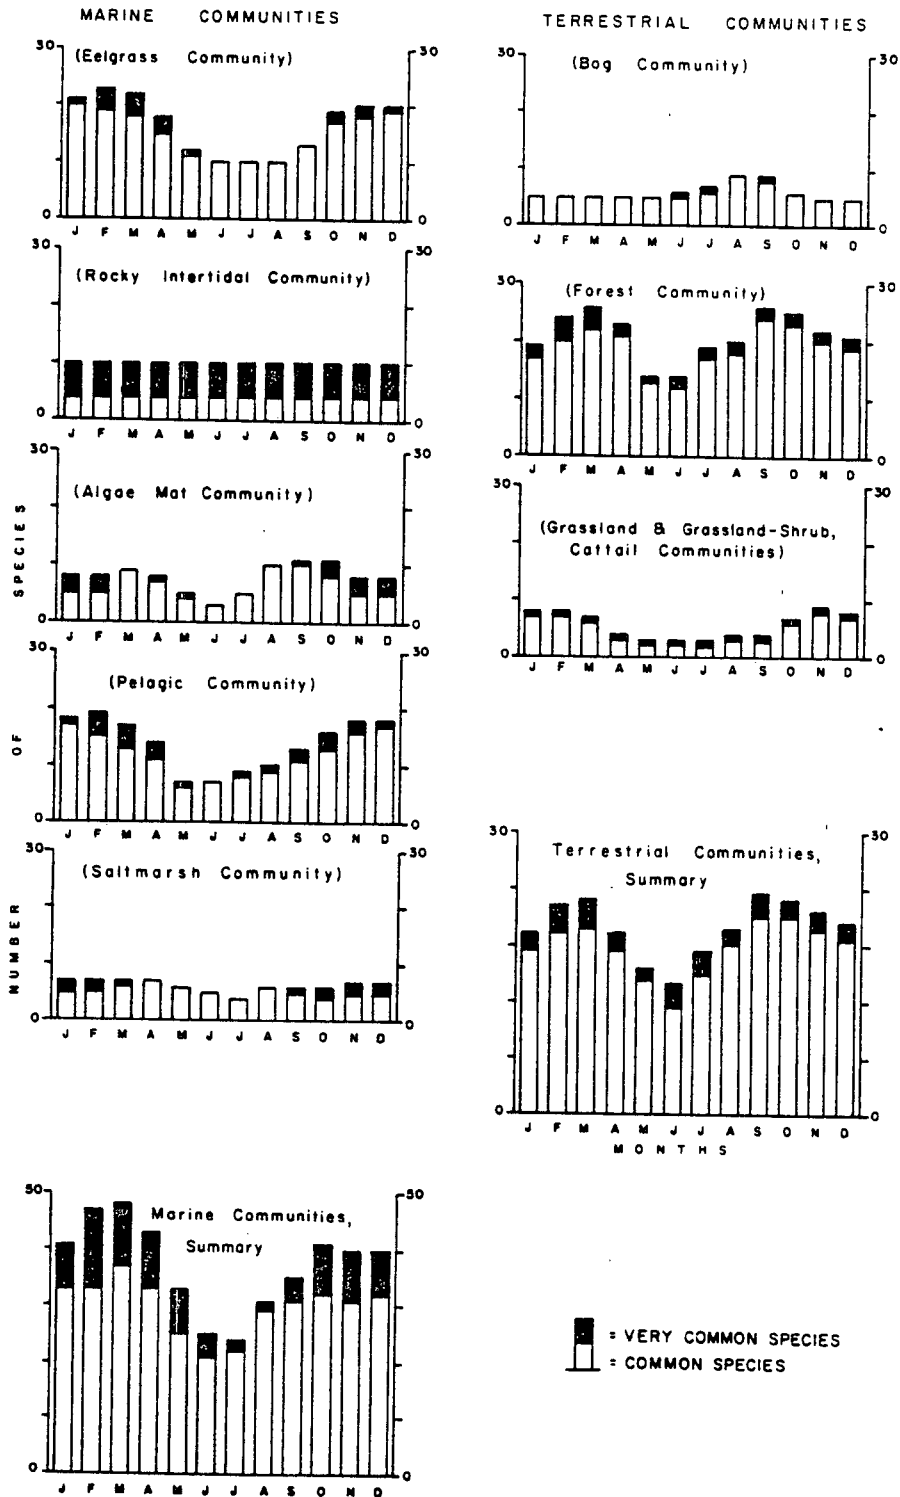 MARINE COMMUNITIES
(Eelgrass Community)
30
30
0
0
J F M A M J J A S O N D
(Rocky Intertidal Community)
30
30
0
0
J F M A M J J A S O N D
(Algae Mat Community)
30
30
0
0
J F M A M J J A S O N D
(Pelagic Community)
30
30
0
0
J F M A M J J A S O N D
(Saltmarsh Community)
30
30
0
0
J F M A M J J A S O N D
Marine Communities,
Summary
50
50
0
0
J F M A M J J A S O N D
NUMBER OF SPECIES
TERRESTRIAL COMMUNITIES
(Bog Community)
30
30
0
0
J F M A M J J A S O N D
(Forest Community)
30
30
0
0
J F M A M J J A S O N D
(Grassland & Grassland-Shrub,
Cattail Communities)
30
30
0
0
J F M A M J J A S O N D
Terrestrial Communities,
Summary
30
30
0
0
J F M A M J J A S O N D
MONTHS
= VERY COMMON SPECIES
= COMMON SPECIES